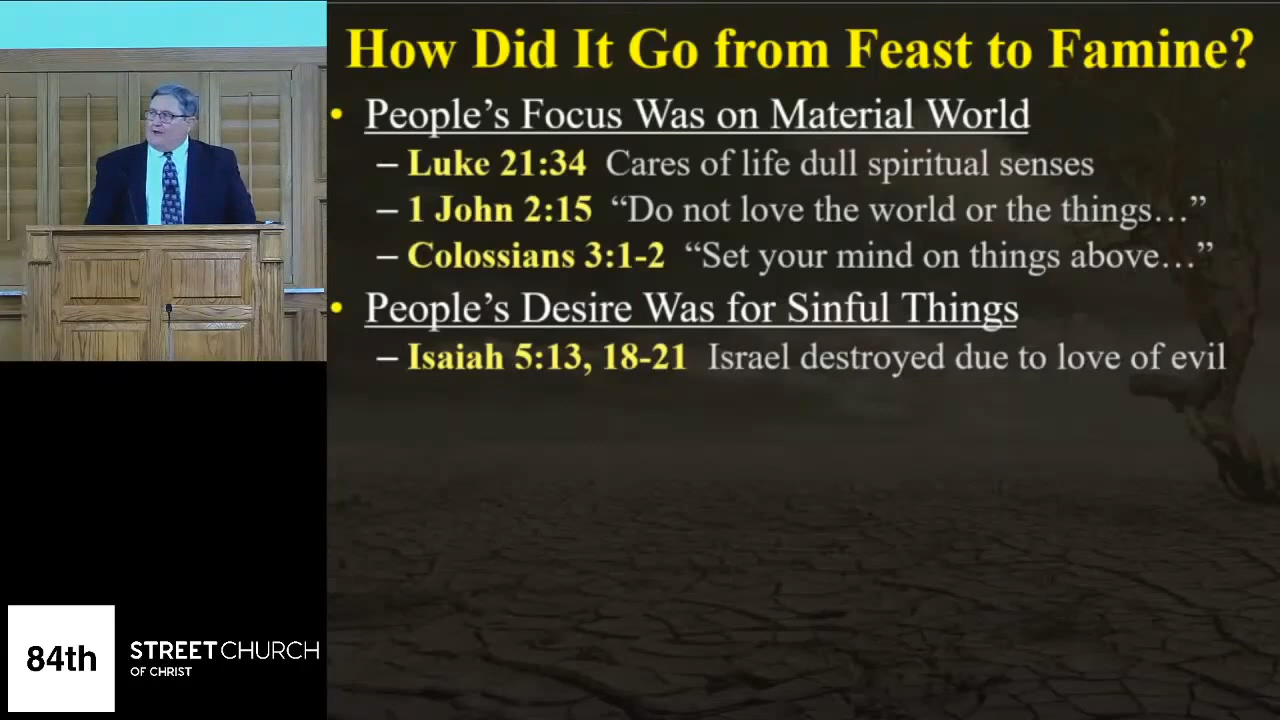 How Did It Go from Feast to Famine?
• People's Focus Was on Material World
– Luke 21:34 Cares of life dull spiritual senses
– 1 John 2:15 “Do not love the world or the things…”
– Colossians 3:1-2 “Set your mind on things above…”
• People's Desire Was for Sinful Things
– Isaiah 5:13, 18-21 Israel destroyed due to love of evil
84th
STREET CHURCH
OF CHRIST